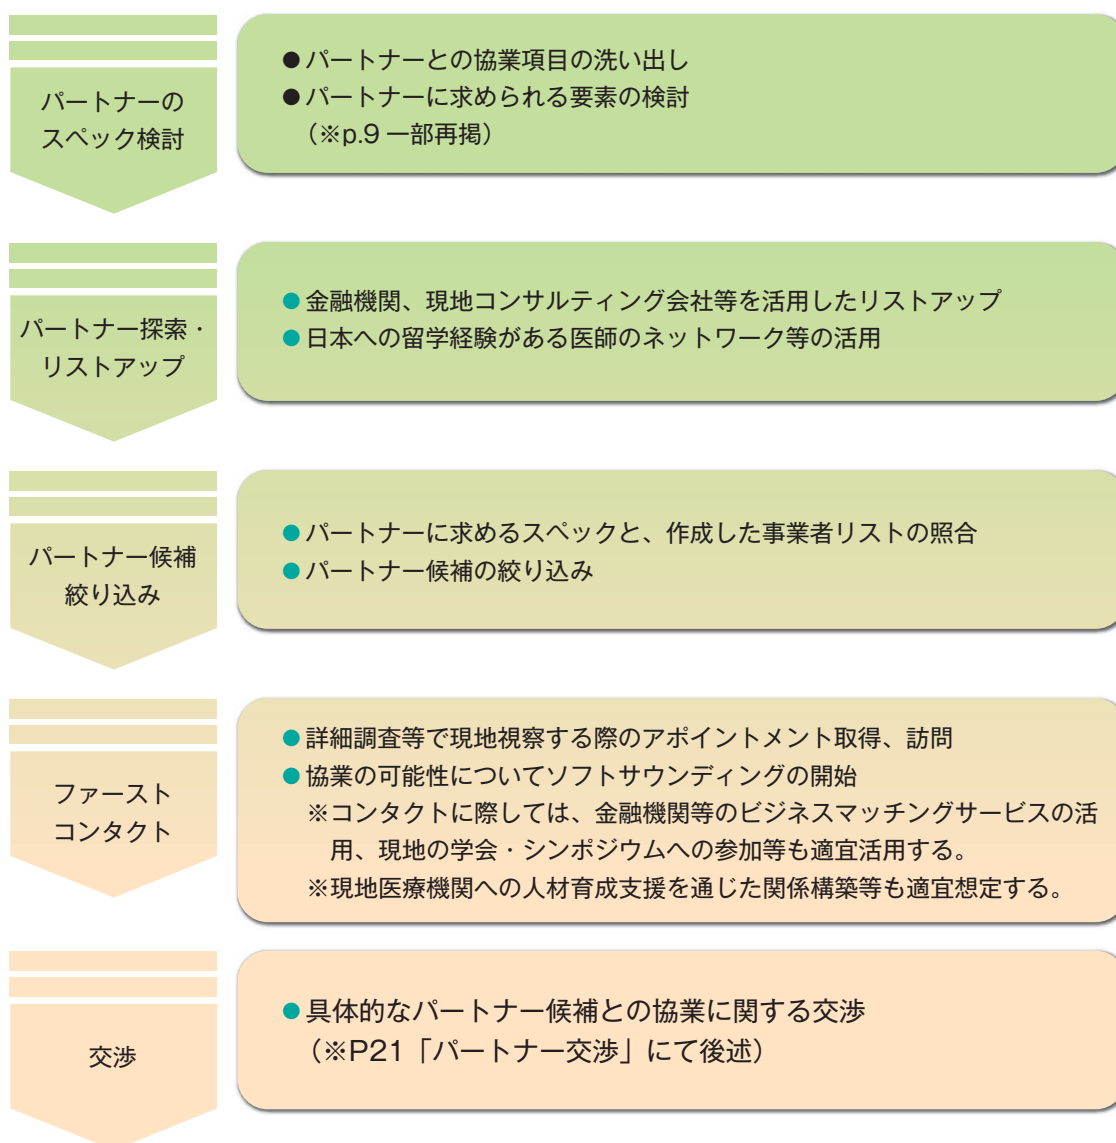 パートナーの
スペック検討
●パートナーとの協業項目の洗い出し
●パートナーに求められる要素の検討
（※p.9 一部再掲）
パートナー探索・
リストアップ
●金融機関、現地コンサルティング会社等を活用したリストアップ
●日本への留学経験がある医師のネットワーク等の活用
パートナー候補
絞り込み
●パートナーに求めるスペックと、作成した事業者リストの照合
●パートナー候補の絞り込み
ファースト
コンタクト
●詳細調査等で現地視察する際のアポイントメント取得、訪問
●協業の可能性についてソフトサウンディングの開始
※コンタクトに際しては、金融機関等のビジネスマッチングサービスの活
用、現地の学会・シンポジウムへの参加等も適宜活用する。
※現地医療機関への人材育成支援を通じた関係構築等も適宜想定する。
交渉
●具体的なパートナー候補との協業に関する交渉
（※P21「パートナー交渉」にて後述）